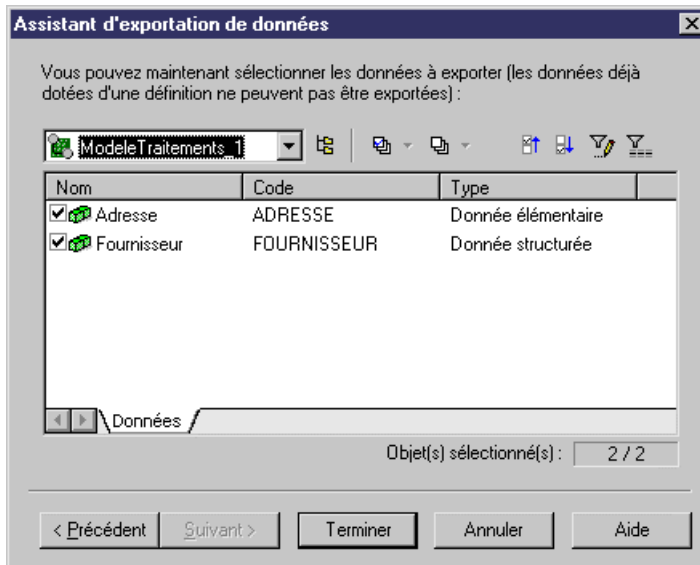 Assistant d'exportation de données
Vous pouvez maintenant sélectionner les données à exporter (les données déjà
dotées d'une définition ne peuvent pas être exportées) :
ModeleTraitements_1
Nom Code Type
Adresse ADRESSE Donnée élémentaire
Fournisseur FOURNISSEUR Donnée structurée
Données
Objet(s) sélectionné(s) : 2 / 2
< Précédent Suivant > Terminer Annuler Aide